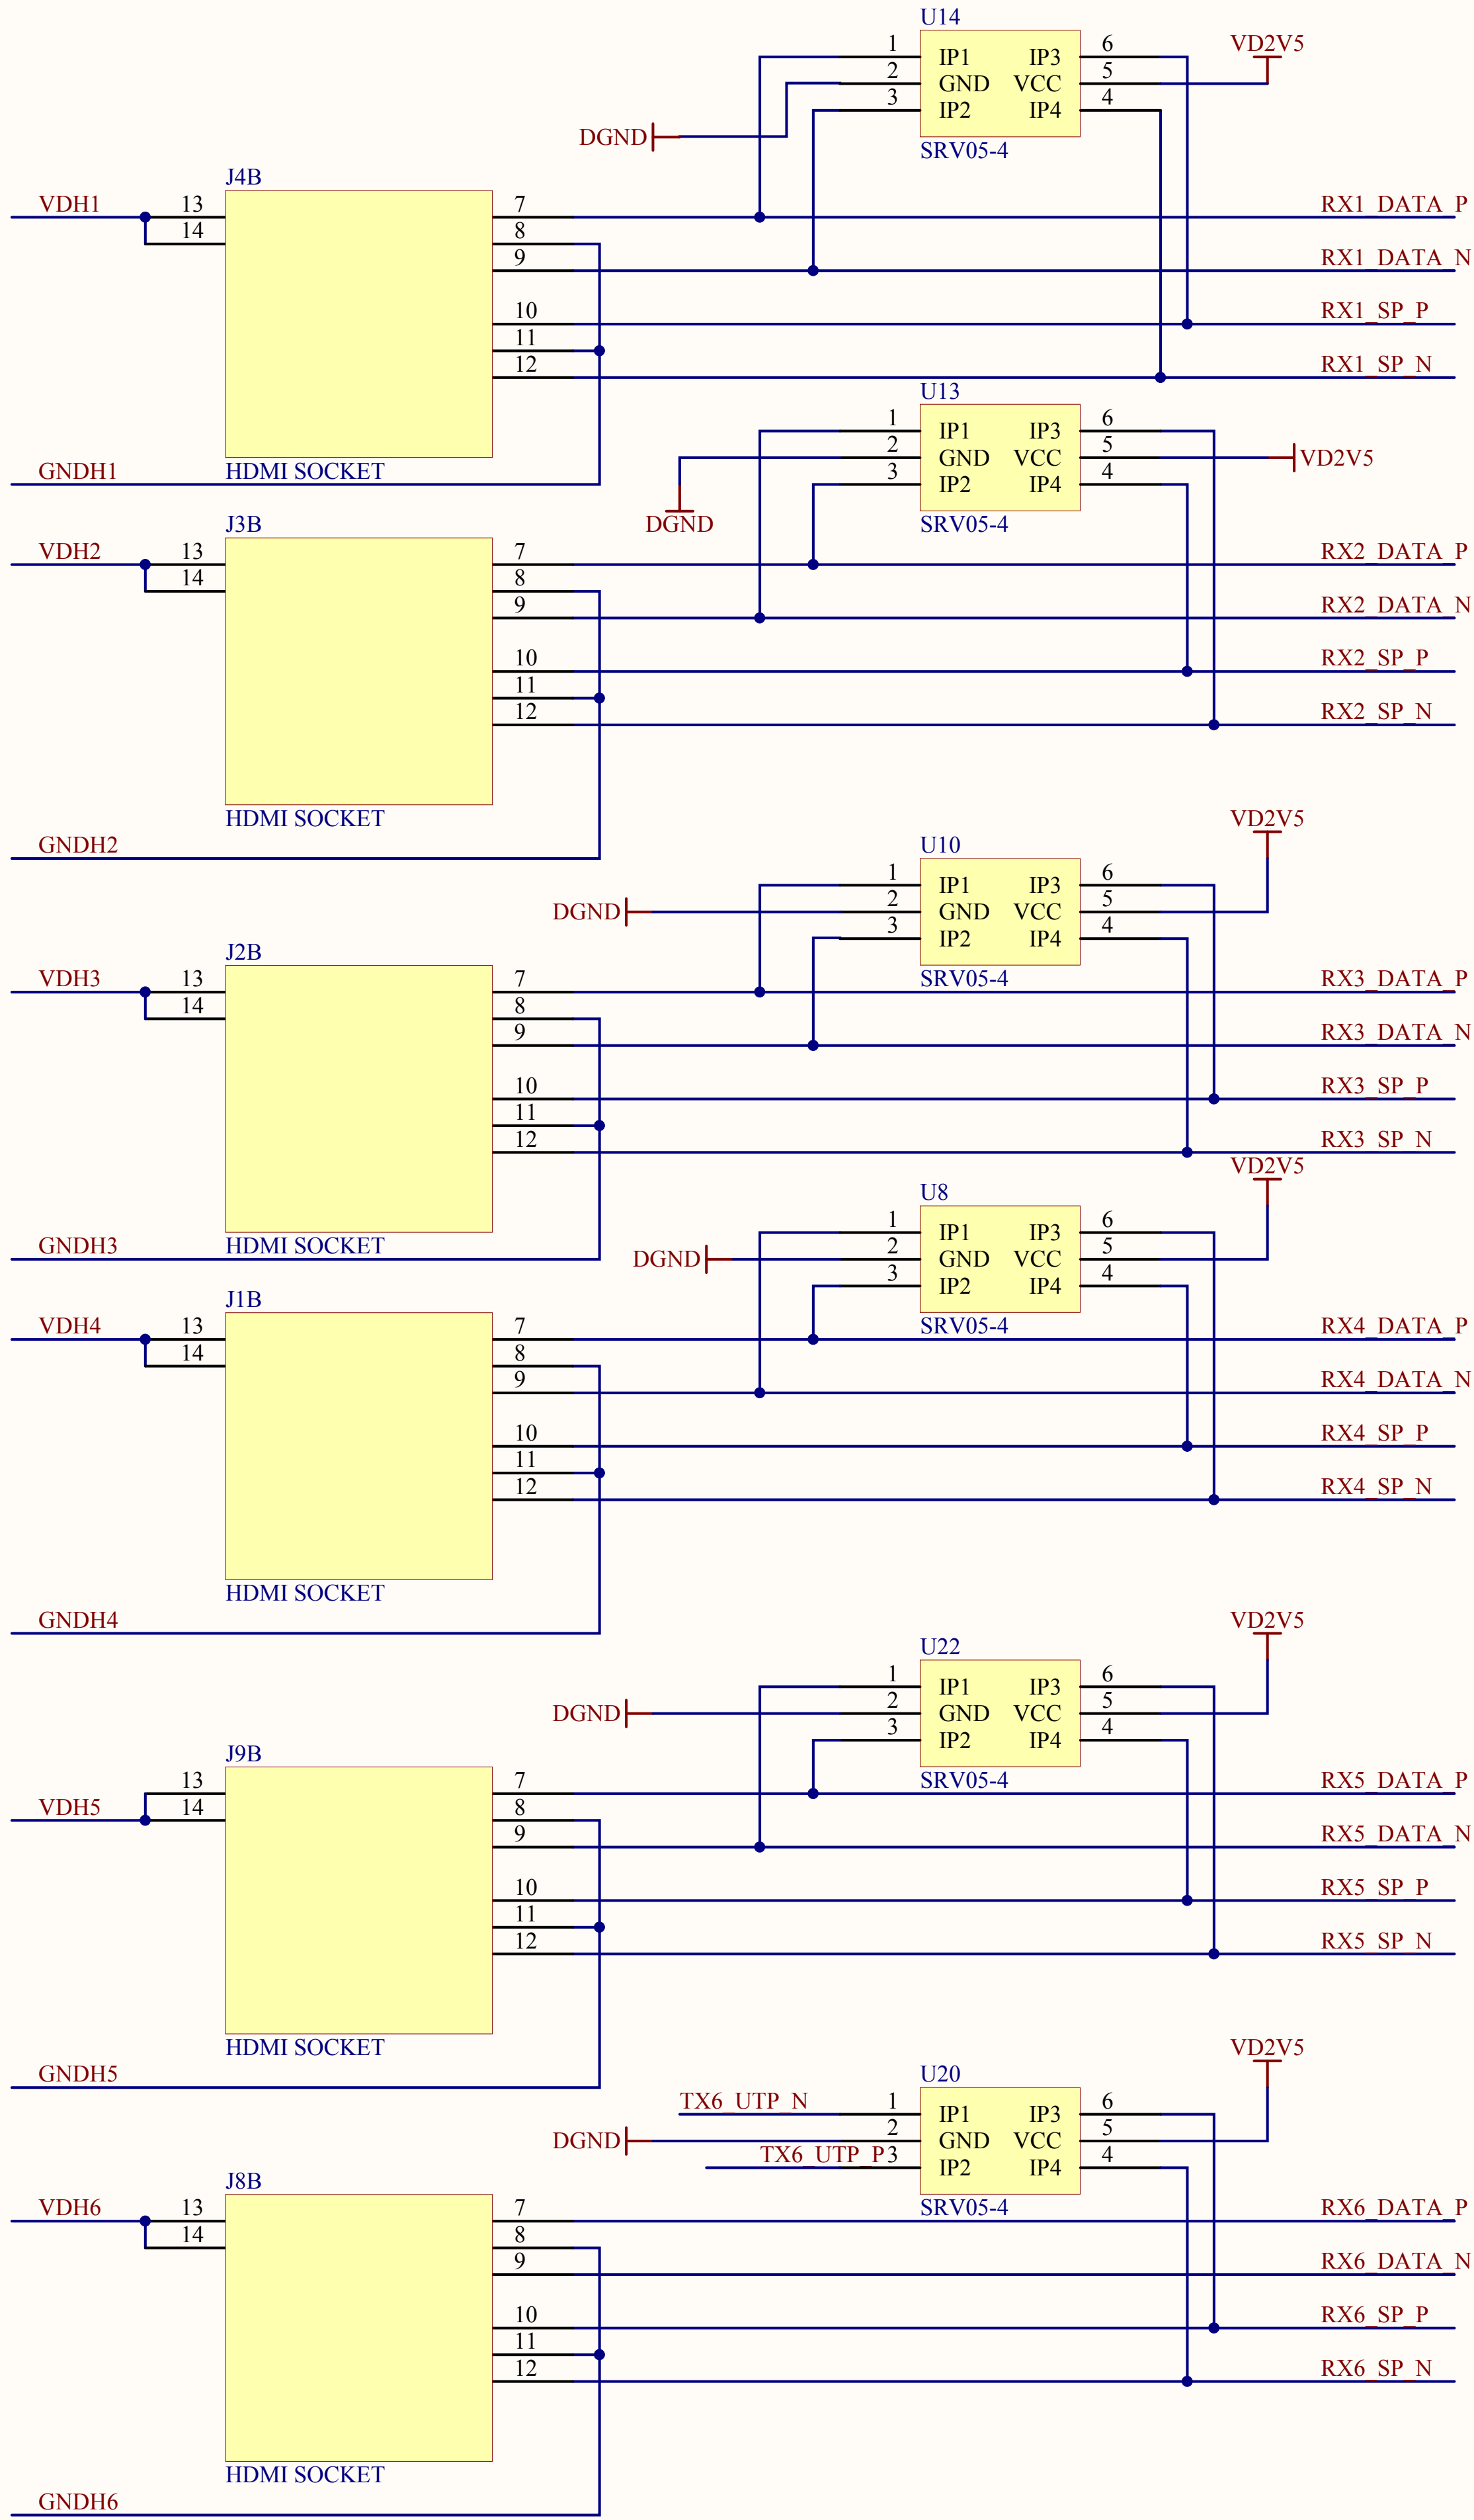 U14
1 IP1 IP3 6 VD2V5
2 GND VCC 5
3 IP2 IP4 4
DGND
SRV05-4
J4B
VDH1 13 7 RX1_DATA_P
14 8
9 RX1_DATA_N
10 RX1_SP_P
11
12 RX1_SP_N
U13
1 IP1 IP3 6
2 GND VCC 5 VD2V5
3 IP2 IP4 4
GNDH1 HDMI SOCKET
DGND SRV05-4
J3B
VDH2 13 7 RX2_DATA_P
14 8
9 RX2_DATA_N
10 RX2_SP_P
11
12 RX2_SP_N
HDMI SOCKET VD2V5
GNDH2 U10
1 IP1 IP3 6
DGND 2 GND VCC 5
3 IP2 IP4 4
J2B
VDH3 13 7 SRV05-4 RX3_DATA_P
14 8
9 RX3_DATA_N
10 RX3_SP_P
11
12 RX3_SP_N
VD2V5
U8
1 IP1 IP3 6
GNDH3 HDMI SOCKET DGND 2 GND VCC 5
3 IP2 IP4 4
J1B
VDH4 13 7 SRV05-4 RX4_DATA_P
14 8
9 RX4_DATA_N
10 RX4_SP_P
11
12 RX4_SP_N
HDMI SOCKET
GNDH4 VD2V5
U22
1 IP1 IP3 6
DGND 2 GND VCC 5
3 IP2 IP4 4
J9B
13 7 SRV05-4 RX5_DATA_P
VDH5 14 8
9 RX5_DATA_N
10 RX5_SP_P
11
12 RX5_SP_N
HDMI SOCKET VD2V5
GNDH5 U20
TX6_UTP_N 1 IP1 IP3 6
DGND 2 GND VCC 5
TX6_UTP_P 3 IP2 IP4 4
J8B
VDH6 13 7 SRV05-4 RX6_DATA_P
14 8
9 RX6_DATA_N
10 RX6_SP_P
11
12 RX6_SP_N
HDMI SOCKET
GNDH6